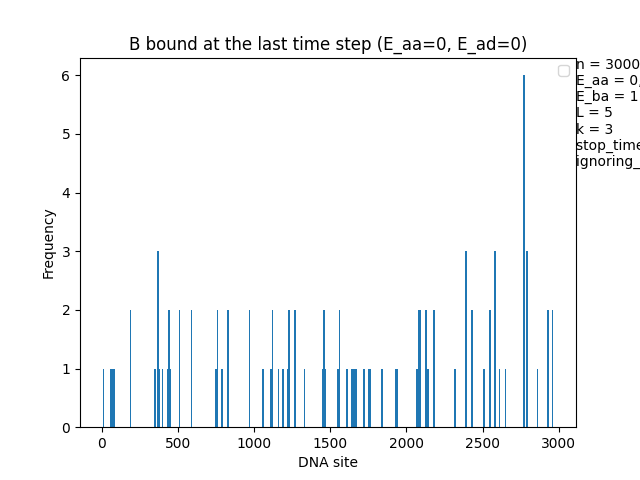 B bound at the last time step (E_aa=0, E_ad=0)
n = 3000
E_aa = 0,
E_ba = 1
L = 5
k = 3
stop_time
ignoring_
Frequency
6
5
4
3
2
1
0
0 500 1000 1500 2000 2500 3000
DNA site